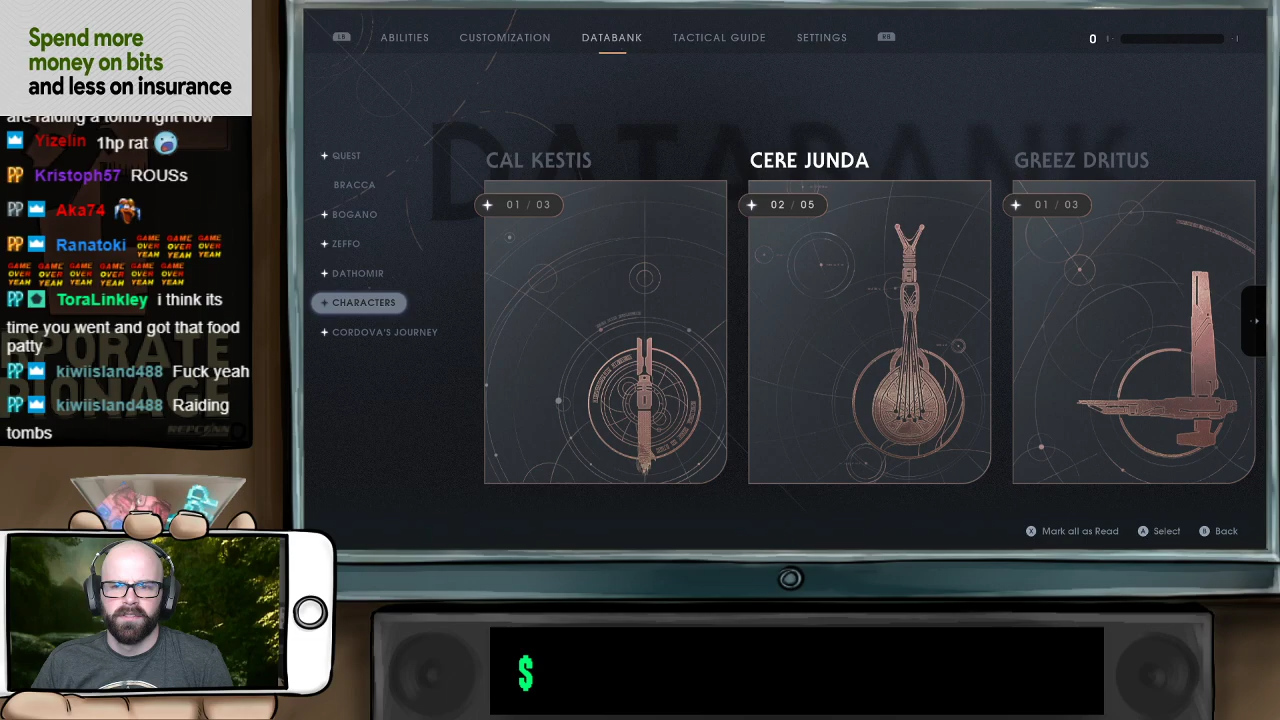 Spend more
money on bits
and less on insurance
are raiding a tomb right now
Yizelin 1hp rat
Kristoph57 ROUSs
Aka74
Ranatoki GAME OVER YEAH GAME OVER YEAH GAME OVER YEAH
GAME OVER YEAH GAME OVER YEAH GAME OVER YEAH GAME OVER YEAH GAME OVER YEAH GAME OVER YEAH
ToraLinkley i think its
time you went and got that food
patty
kiwiisland488 Fuck yeah
kiwiisland488 Raiding
tombs
LB ABILITIES CUSTOMIZATION DATABANK TACTICAL GUIDE SETTINGS RB
0
DATABANK
QUEST
BRACCA
BOGANO
ZEFFO
DATHOMIR
CHARACTERS
CORDOVA'S JOURNEY
CAL KESTIS
01 / 03
CERE JUNDA
02 / 05
GREEZ DRITUS
01 / 03
X Mark all as Read A Select B Back
$